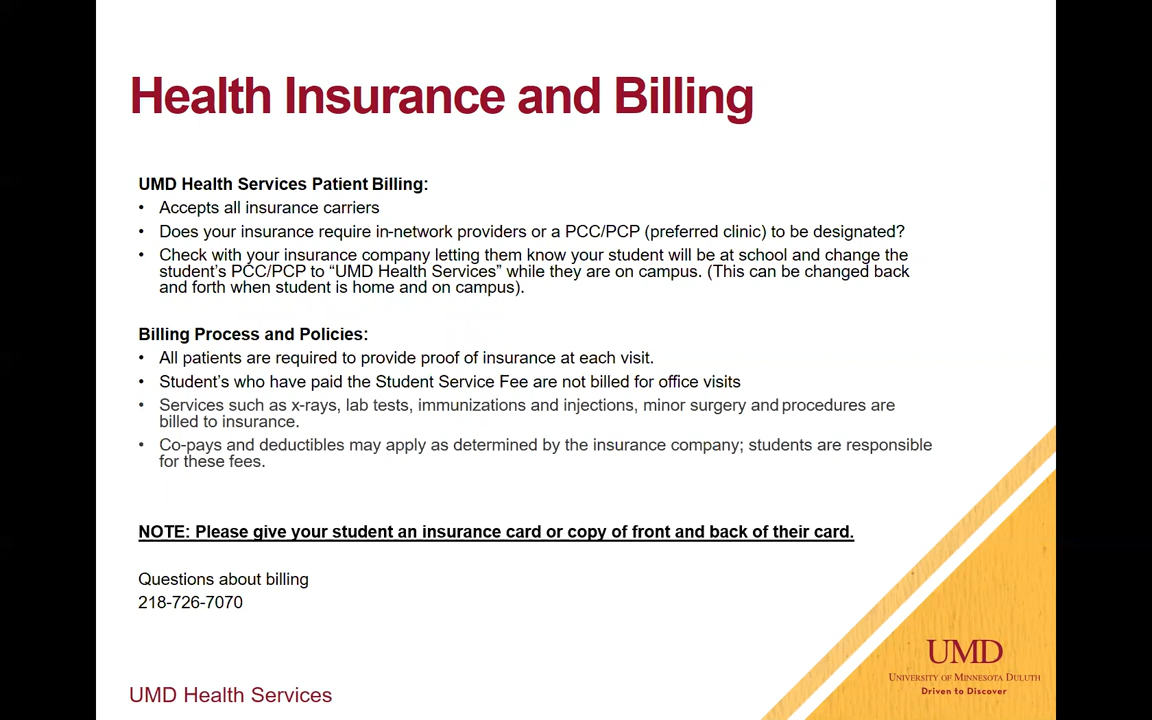 Health Insurance and Billing
UMD Health Services Patient Billing:
• Accepts all insurance carriers
• Does your insurance require in-network providers or a PCC/PCP (preferred clinic) to be designated?
• Check with your insurance company letting them know your student will be at school and change the
student's PCC/PCP to “UMD Health Services” while they are on campus. (This can be changed back
and forth when student is home and on campus).
Billing Process and Policies:
• All patients are required to provide proof of insurance at each visit.
• Student's who have paid the Student Service Fee are not billed for office visits
• Services such as x-rays, lab tests, immunizations and injections, minor surgery and procedures are
billed to insurance.
• Co-pays and deductibles may apply as determined by the insurance company; students are responsible
for these fees.
NOTE: Please give your student an insurance card or copy of front and back of their card.
Questions about billing
218-726-7070
UMD Health Services
UMD
UNIVERSITY OF MINNESOTA DULUTH
Driven to Discover